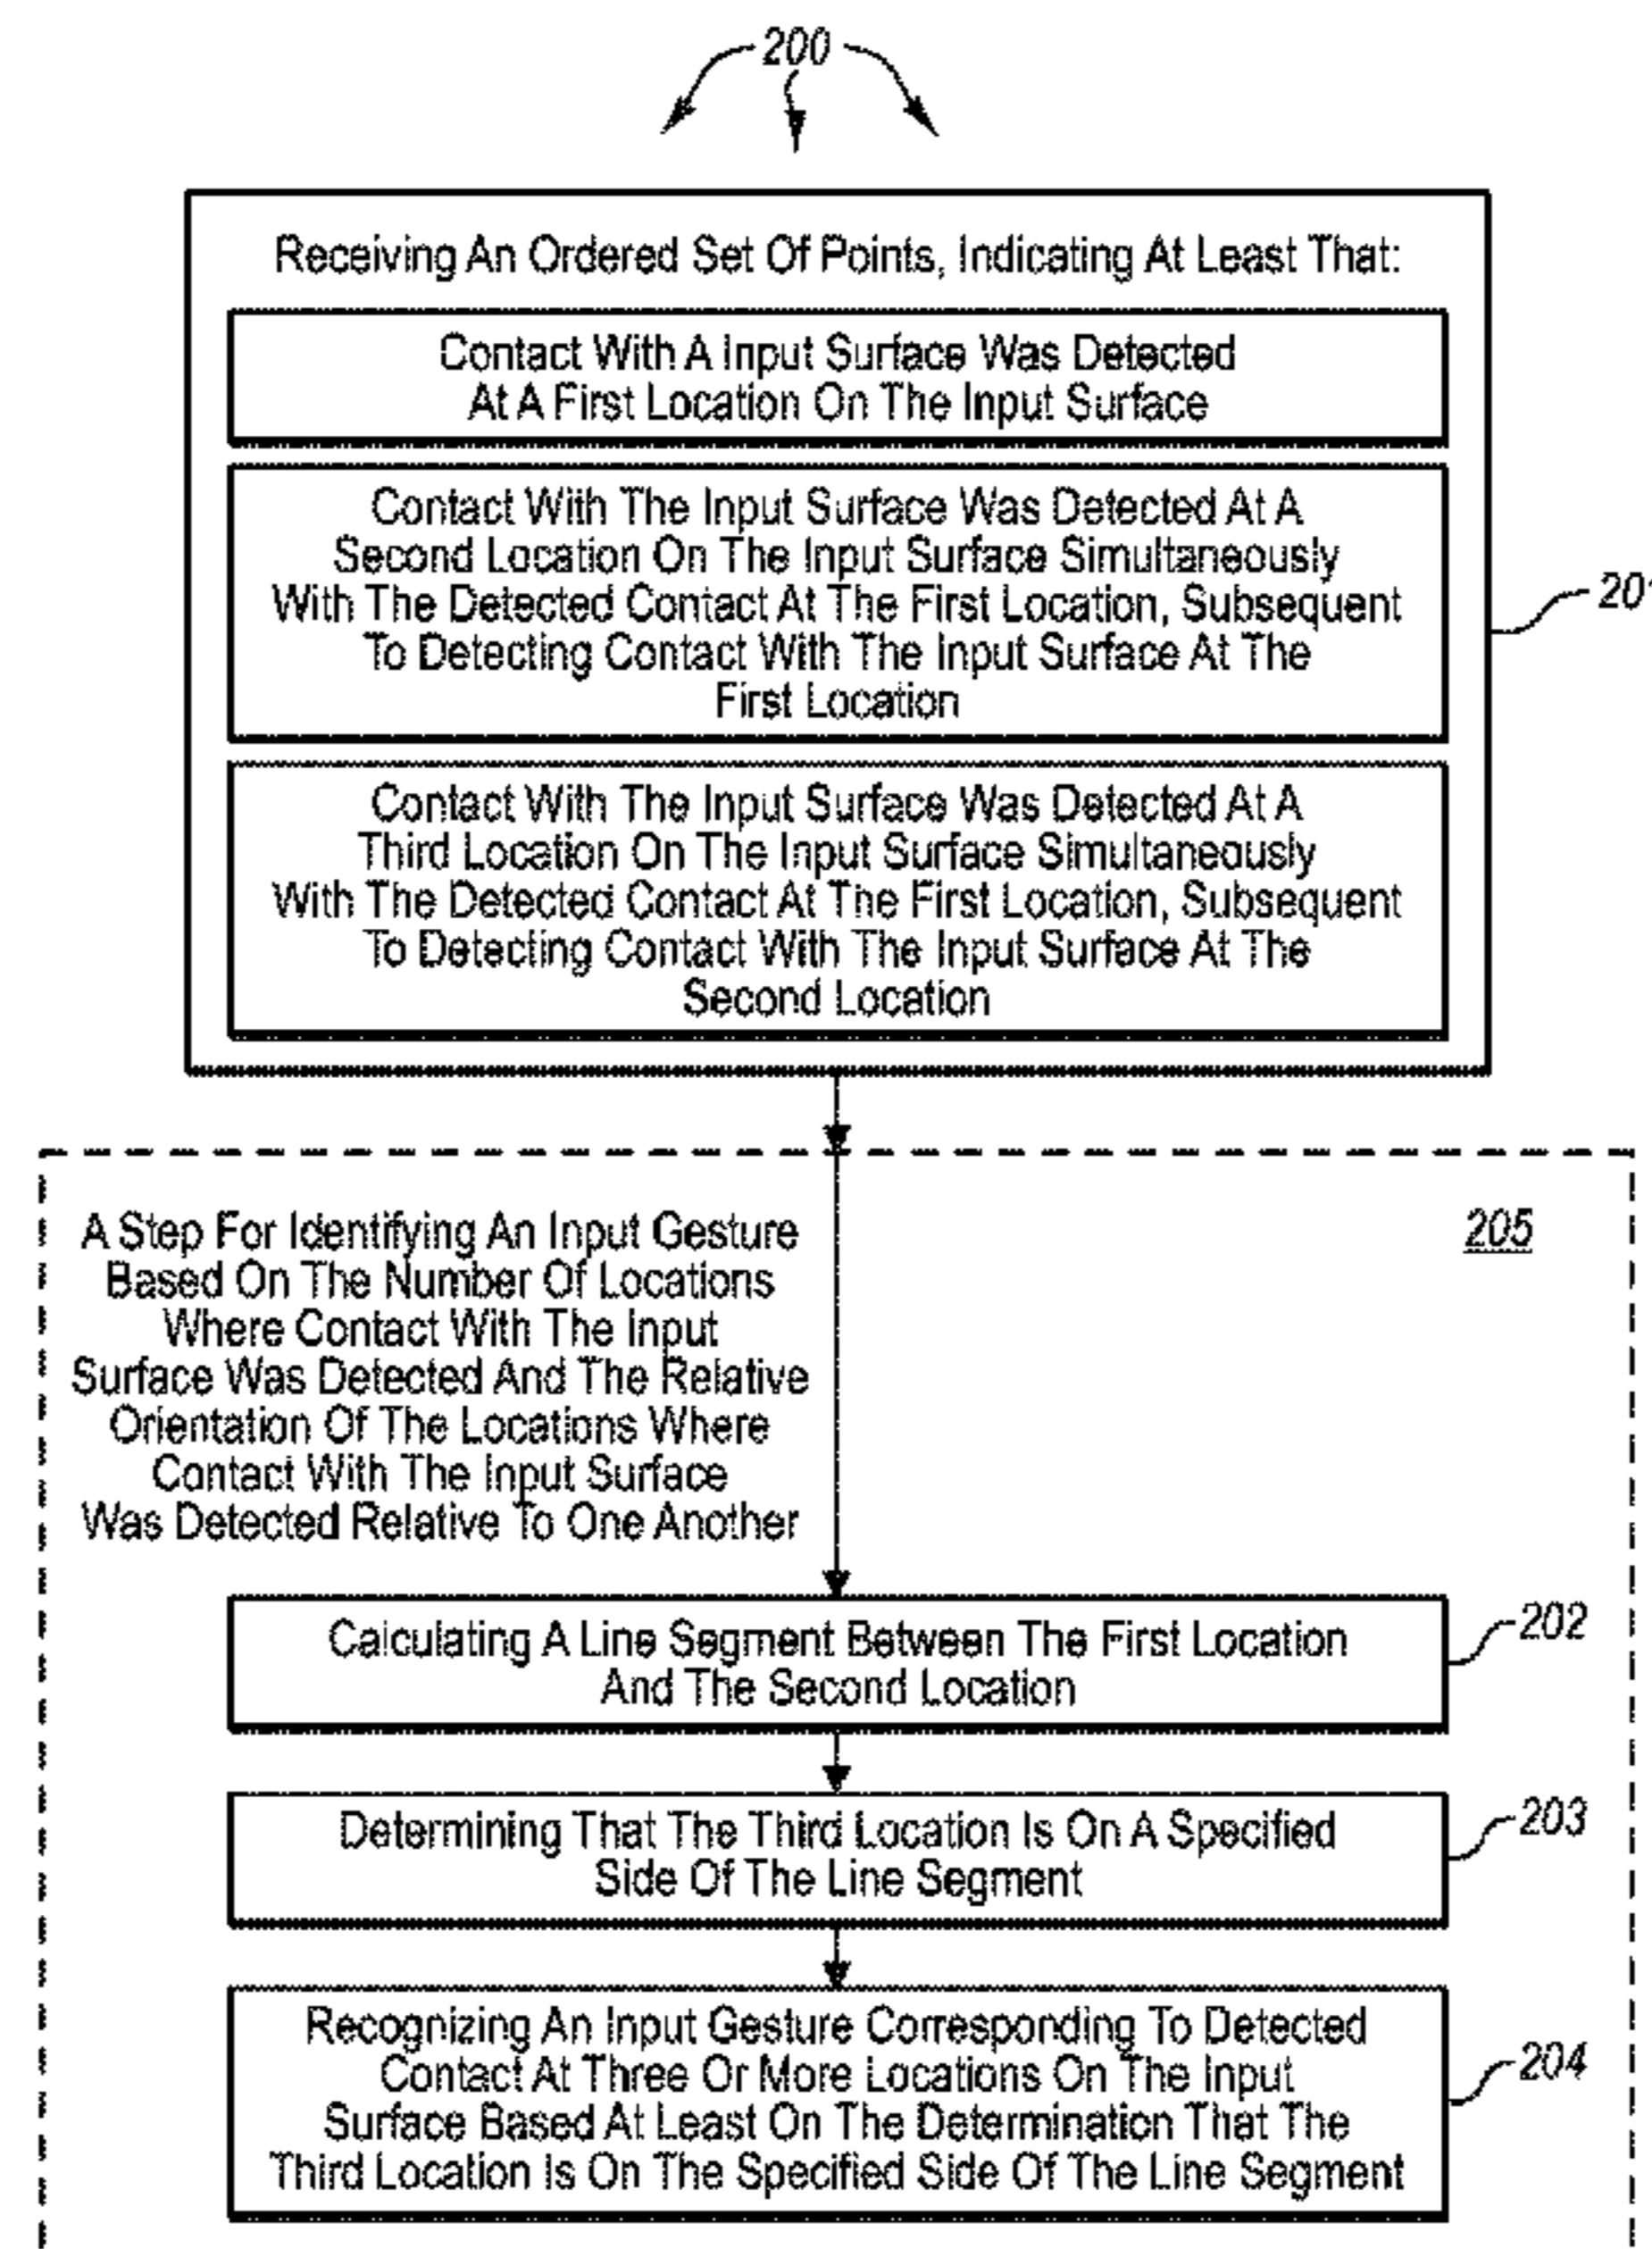 200
Receiving An Ordered Set Of Points, Indicating At Least That:
Contact With A Input Surface Was Detected
At A First Location On The Input Surface
Contact With The Input Surface Was Detected At A
Second Location On The Input Surface Simultaneously
With The Detected Contact At The First Location, Subsequent
To Detecting Contact With The Input Surface At The
First Location
201
Contact With The Input Surface Was Detected At A
Third Location On The Input Surface Simultaneously
With The Detected Contact At The First Location, Subsequent
To Detecting Contact With The Input Surface At The
Second Location
A Step For Identifying An Input Gesture
Based On The Number Of Locations
Where Contact With The Input
Surface Was Detected And The Relative
Orientation Of The Locations Where
Contact With The Input Surface
Was Detected Relative To One Another
205
Calculating A Line Segment Between The First Location
And The Second Location
202
Determining That The Third Location Is On A Specified
Side Of The Line Segment
203
Recognizing An Input Gesture Corresponding To Detected
Contact At Three Or More Locations On The Input
Surface Based At Least On The Determination That The
Third Location Is On The Specified Side Of The Line Segment
204